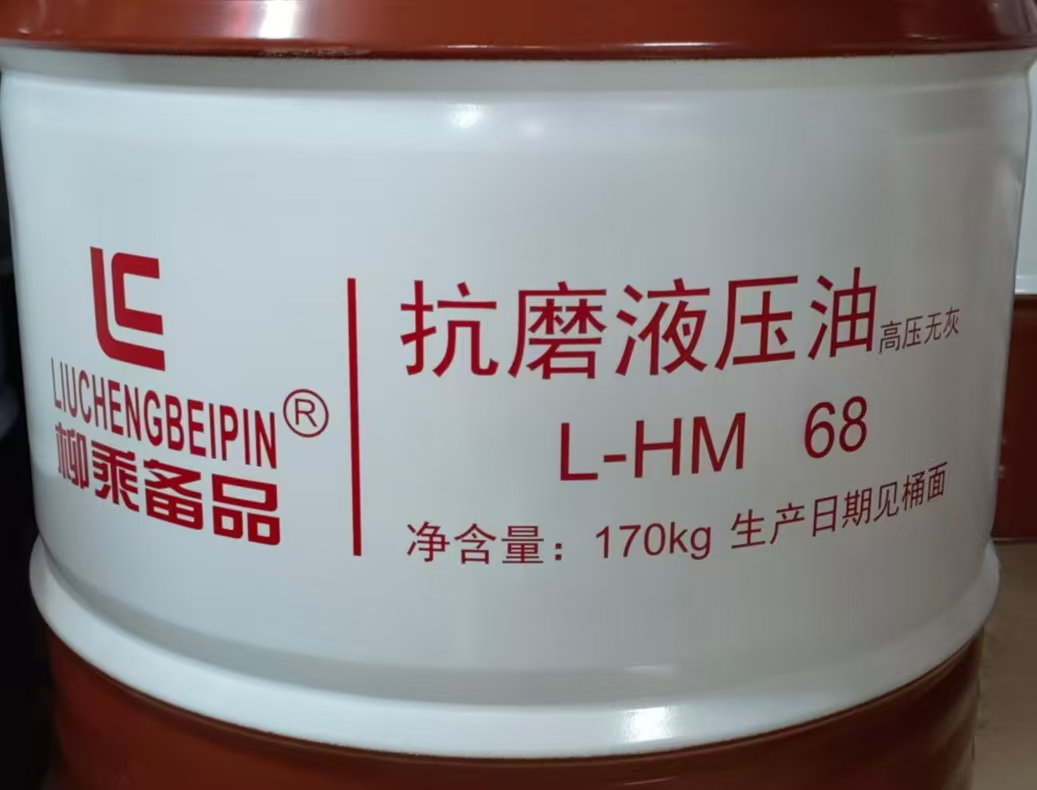 LC
LIUCHENGBEIPIN®
柳乘备品
抗磨液压油高压无灰
L-HM 68
净含量：170kg 生产日期见桶面